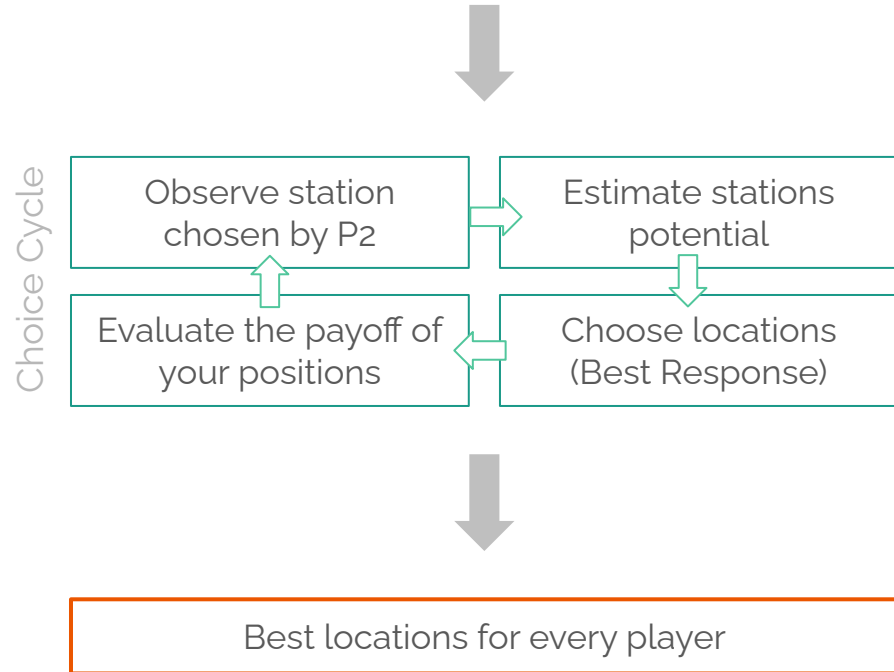 Choice Cycle
Observe station
chosen by P2
Estimate stations
potential
Evaluate the payoff of
your positions
Choose locations
(Best Response)
Best locations for every player